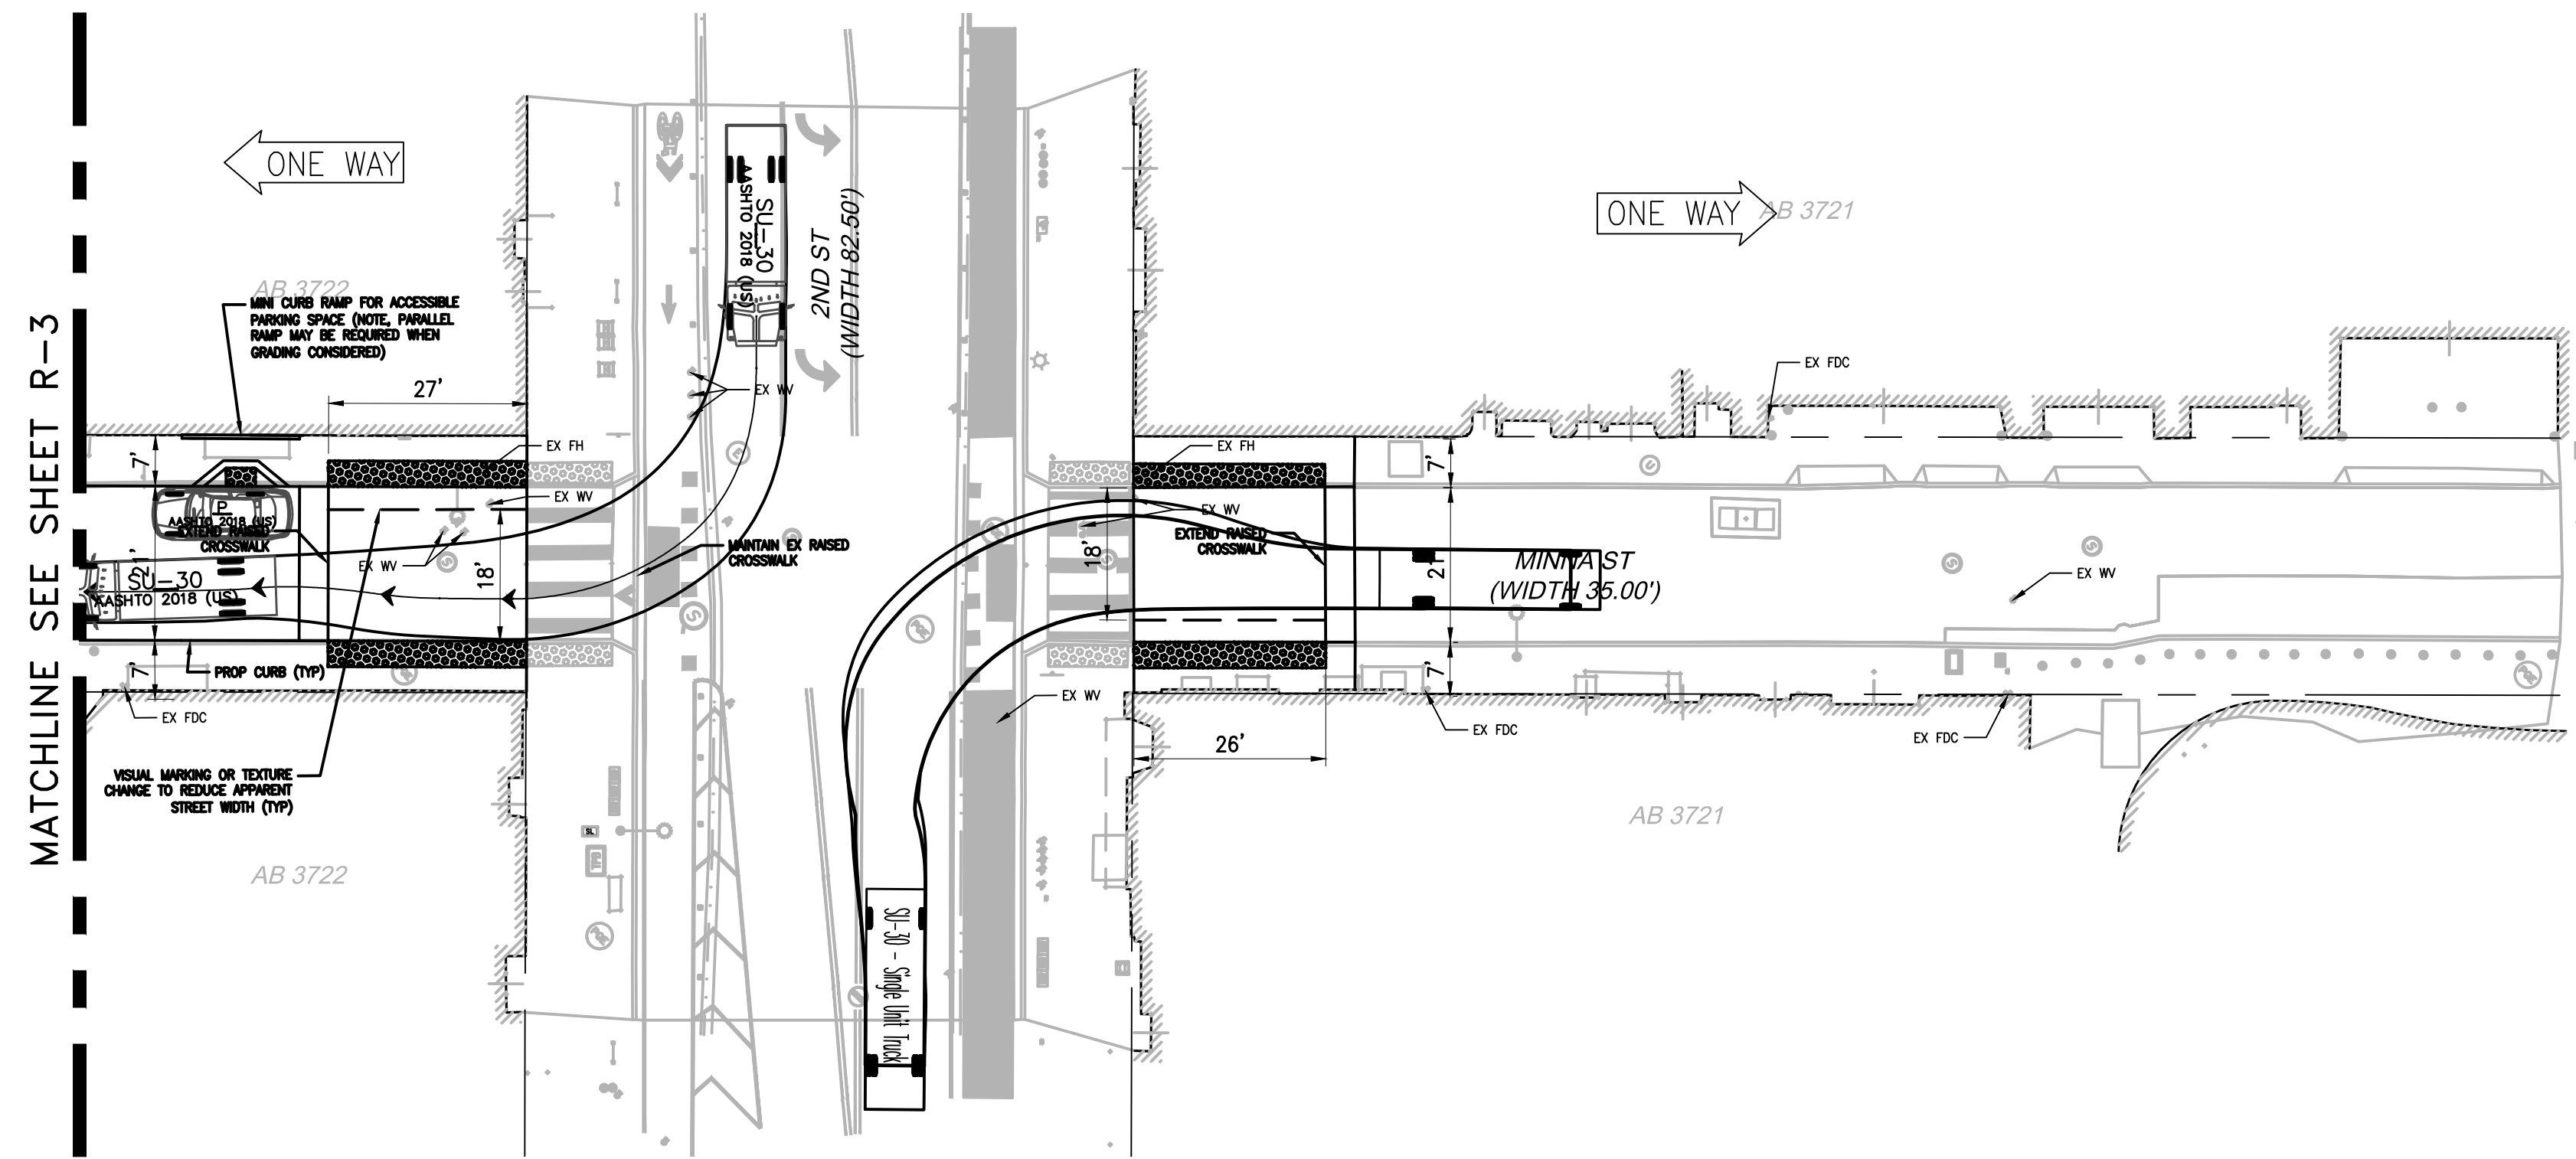 MATCHLINE SEE SHEET R-3
ONE WAY
AB 3722
MINI CURB RAMP FOR ACCESSIBLE
PARKING SPACE (NOTE, PARALLEL
RAMP MAY BE REQUIRED WHEN
GRADING CONSIDERED)
27'
7'
EX FH
EX WV
P
AASHTO 2018 (US)
EXTEND RAISED
CROSSWALK
21'
SU-30
AASHTO 2018 (US)
EX WV
18'
7'
PROP CURB (TYP)
EX FDC
VISUAL MARKING OR TEXTURE
CHANGE TO REDUCE APPARENT
STREET WIDTH (TYP)
AB 3722
SU-30
AASHTO 2018 (US)
2ND ST
(WIDTH 82.50')
EX WV
MAINTAIN EX RAISED
CROSSWALK
SL
SU-30 - Single Unit Truck
EX WV
EX FH
EX WV
EXTEND RAISED
CROSSWALK
18'
26'
7'
21'
7'
MINNA ST
(WIDTH 35.00')
ONE WAY
AB 3721
EX FDC
EX WV
EX FDC
EX FDC
AB 3721